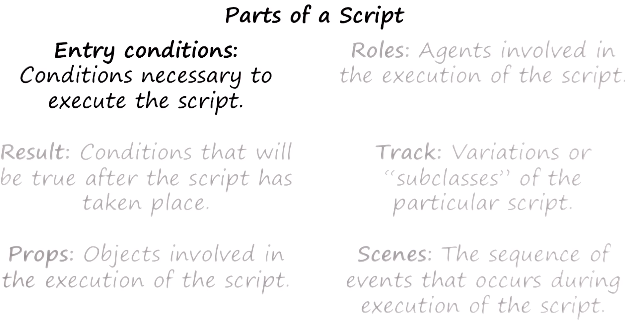 Parts of a Script
Entry conditions:
Conditions necessary to
execute the script.
Roles: Agents involved in
the execution of the script.
Result: Conditions that will
be true after the script has
taken place.
Track: Variations or
“subclasses” of the
particular script.
Props: Objects involved in
the execution of the script.
Scenes: The sequence of
events that occurs during
execution of the script.